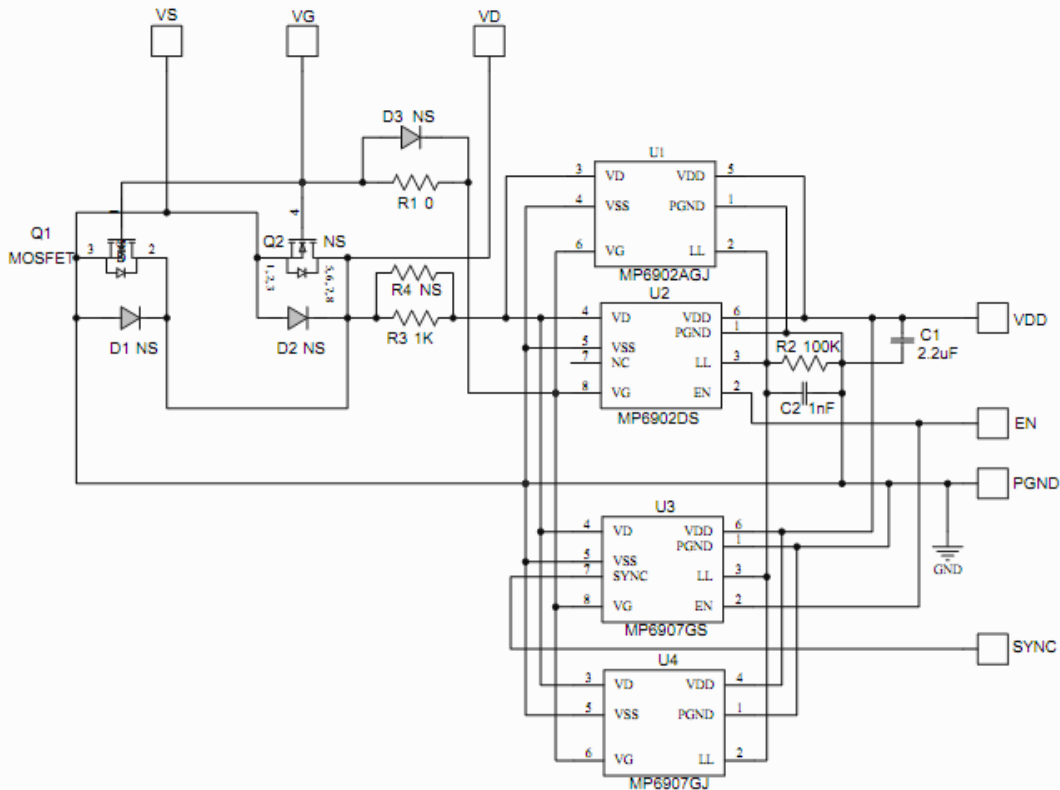 VS VG VD
D3 NS
R1 0
Q1
MOSFET
3 2
4
Q2 NS
1,2,3
5,6,7,8
D1 NS
D2 NS
R4 NS
R3 1K
U1
3 VD VDD 5
4 VSS PGND 1
6 VG LL 2
MP6902AGJ
U2
4 VD VDD 6
PGND 1
5 VSS
7 NC LL 3
8 VG EN 2
MP6902DS
R2 100K
C2 1nF
C1
2.2uF
VDD
EN
PGND
GND
U3
4 VD VDD 6
PGND 1
5 VSS
7 SYNC LL 3
8 VG EN 2
MP6907GS
SYNC
U4
3 VD VDD 4
5 VSS PGND 1
6 VG LL 2
MP6907GJ